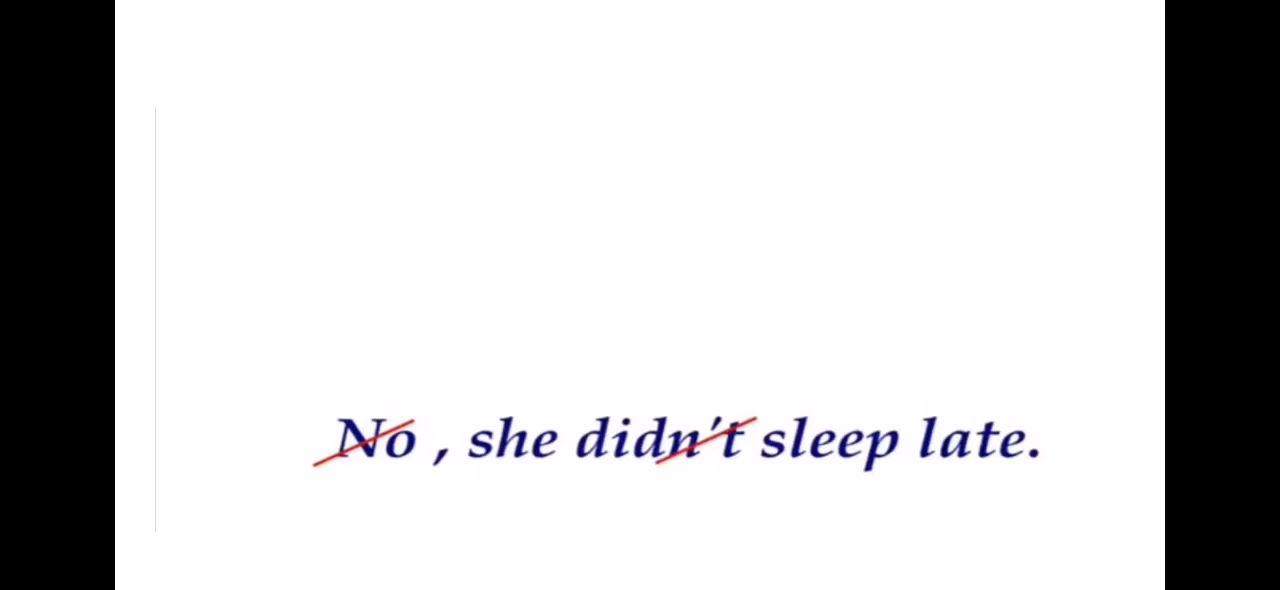 No , she didn't sleep late.